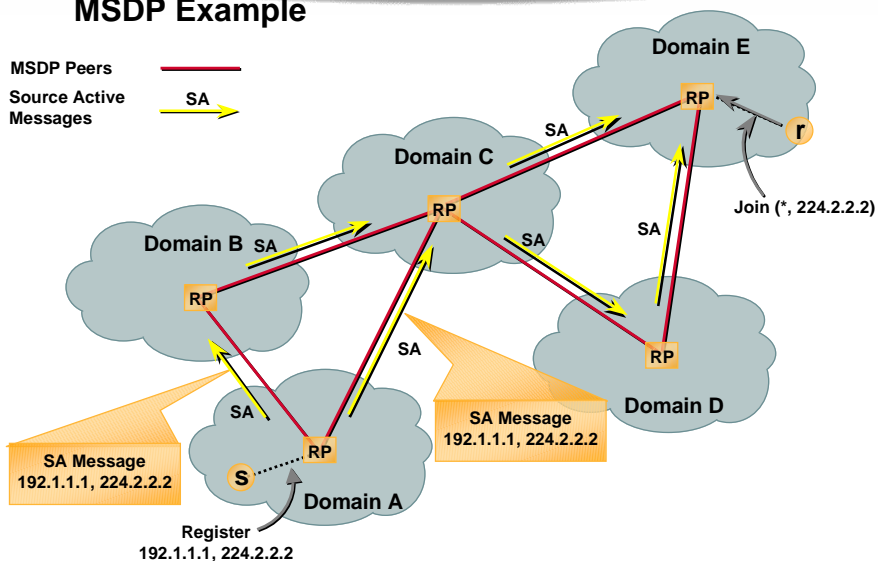 MSDP Example
MSDP Peers
Source Active
Messages
SA
Domain E
RP
r
SA
Join (*, 224.2.2.2)
Domain C
RP
Domain B
SA
RP
SA
SA
RP
Domain D
SA
SA
SA Message
192.1.1.1, 224.2.2.2
SA Message
192.1.1.1, 224.2.2.2
RP
s
Domain A
Register
192.1.1.1, 224.2.2.2